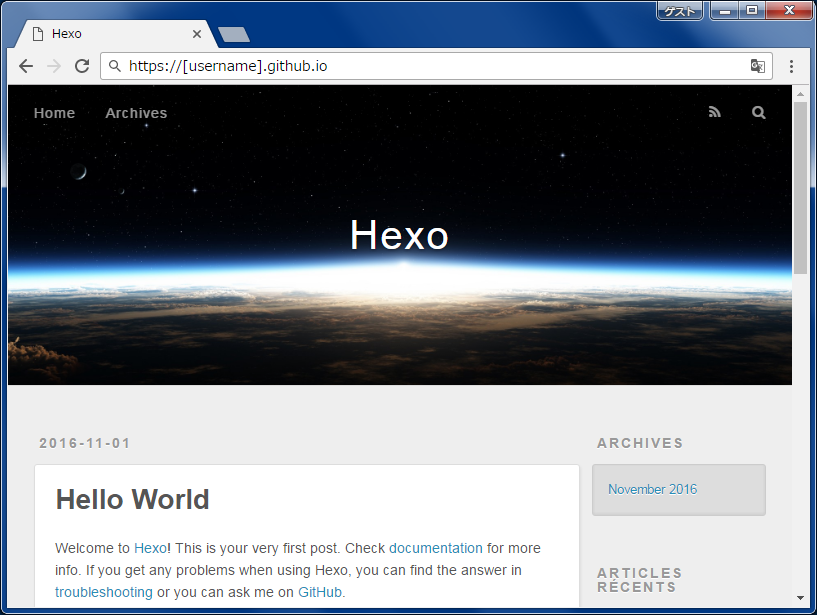 ゲスト
Hexo
https://[username].github.io
Home Archives
Hexo
2016-11-01
Hello World
Welcome to Hexo! This is your very first post. Check documentation for more
info. If you get any problems when using Hexo, you can find the answer in
troubleshooting or you can ask me on GitHub.
ARCHIVES
November 2016
ARTICLES
RÉCENTS